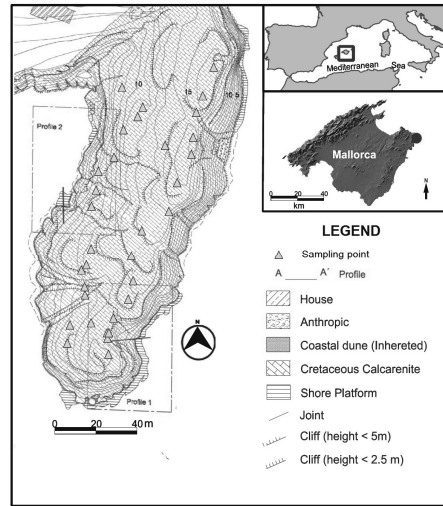 10
15
10 5
Profile 2
N
Profile 1
0 20 40 m
Mediterranean Sea
Mallorca
0 20 40
km
N
LEGEND
Sampling point
A A´ Profile
House
Anthropic
Coastal dune (Inhereted)
Cretaceous Calcarenite
Shore Platform
Joint
Cliff (height < 5m)
Cliff (height < 2.5 m)